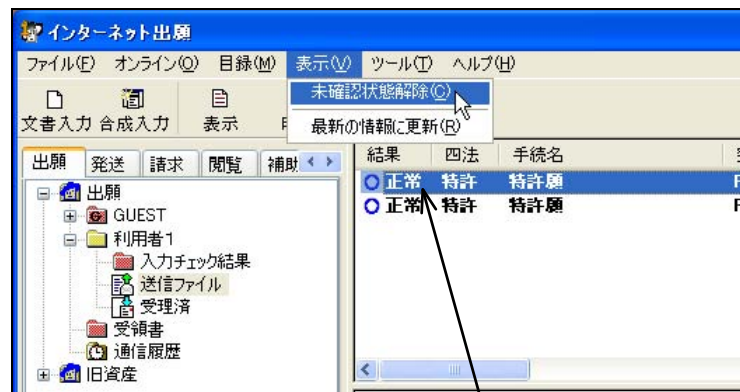 インターネット出願
ファイル(F) オンライン(O) 目録(M) 表示(V) ツール(T) ヘルプ(H)
未確認状態解除(C)
最新の情報に更新(R)
文書入力 合成入力 表示
出願 発送 請求 閲覧 補助
結果 四法 手続名
正常 特許 特許願
正常 特許 特許願
出願
GUEST
利用者1
入力チェック結果
送信ファイル
受理済
受領書
通信履歴
旧資産